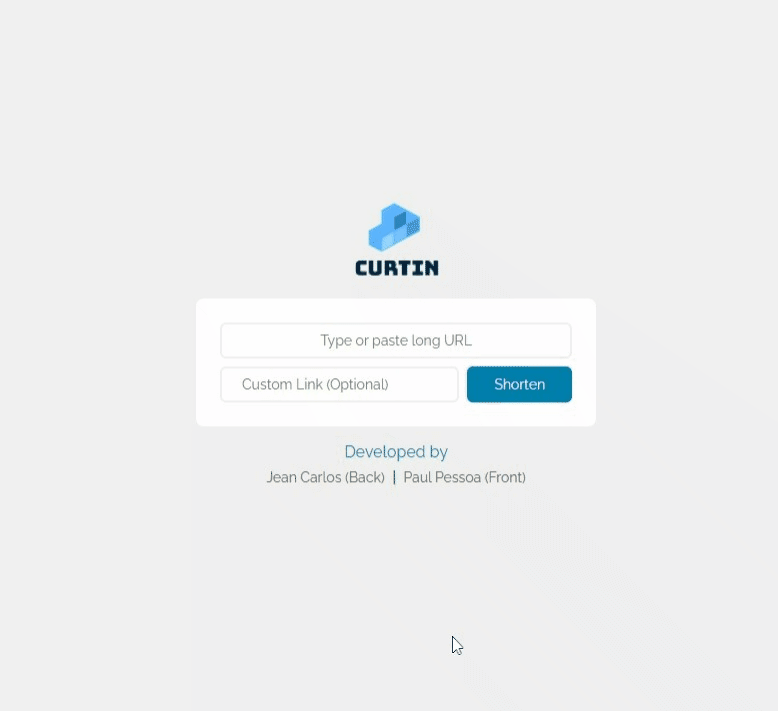 CURTIN
Type or paste long URL
Custom Link (Optional) Shorten
Developed by
Jean Carlos (Back) | Paul Pessoa (Front)